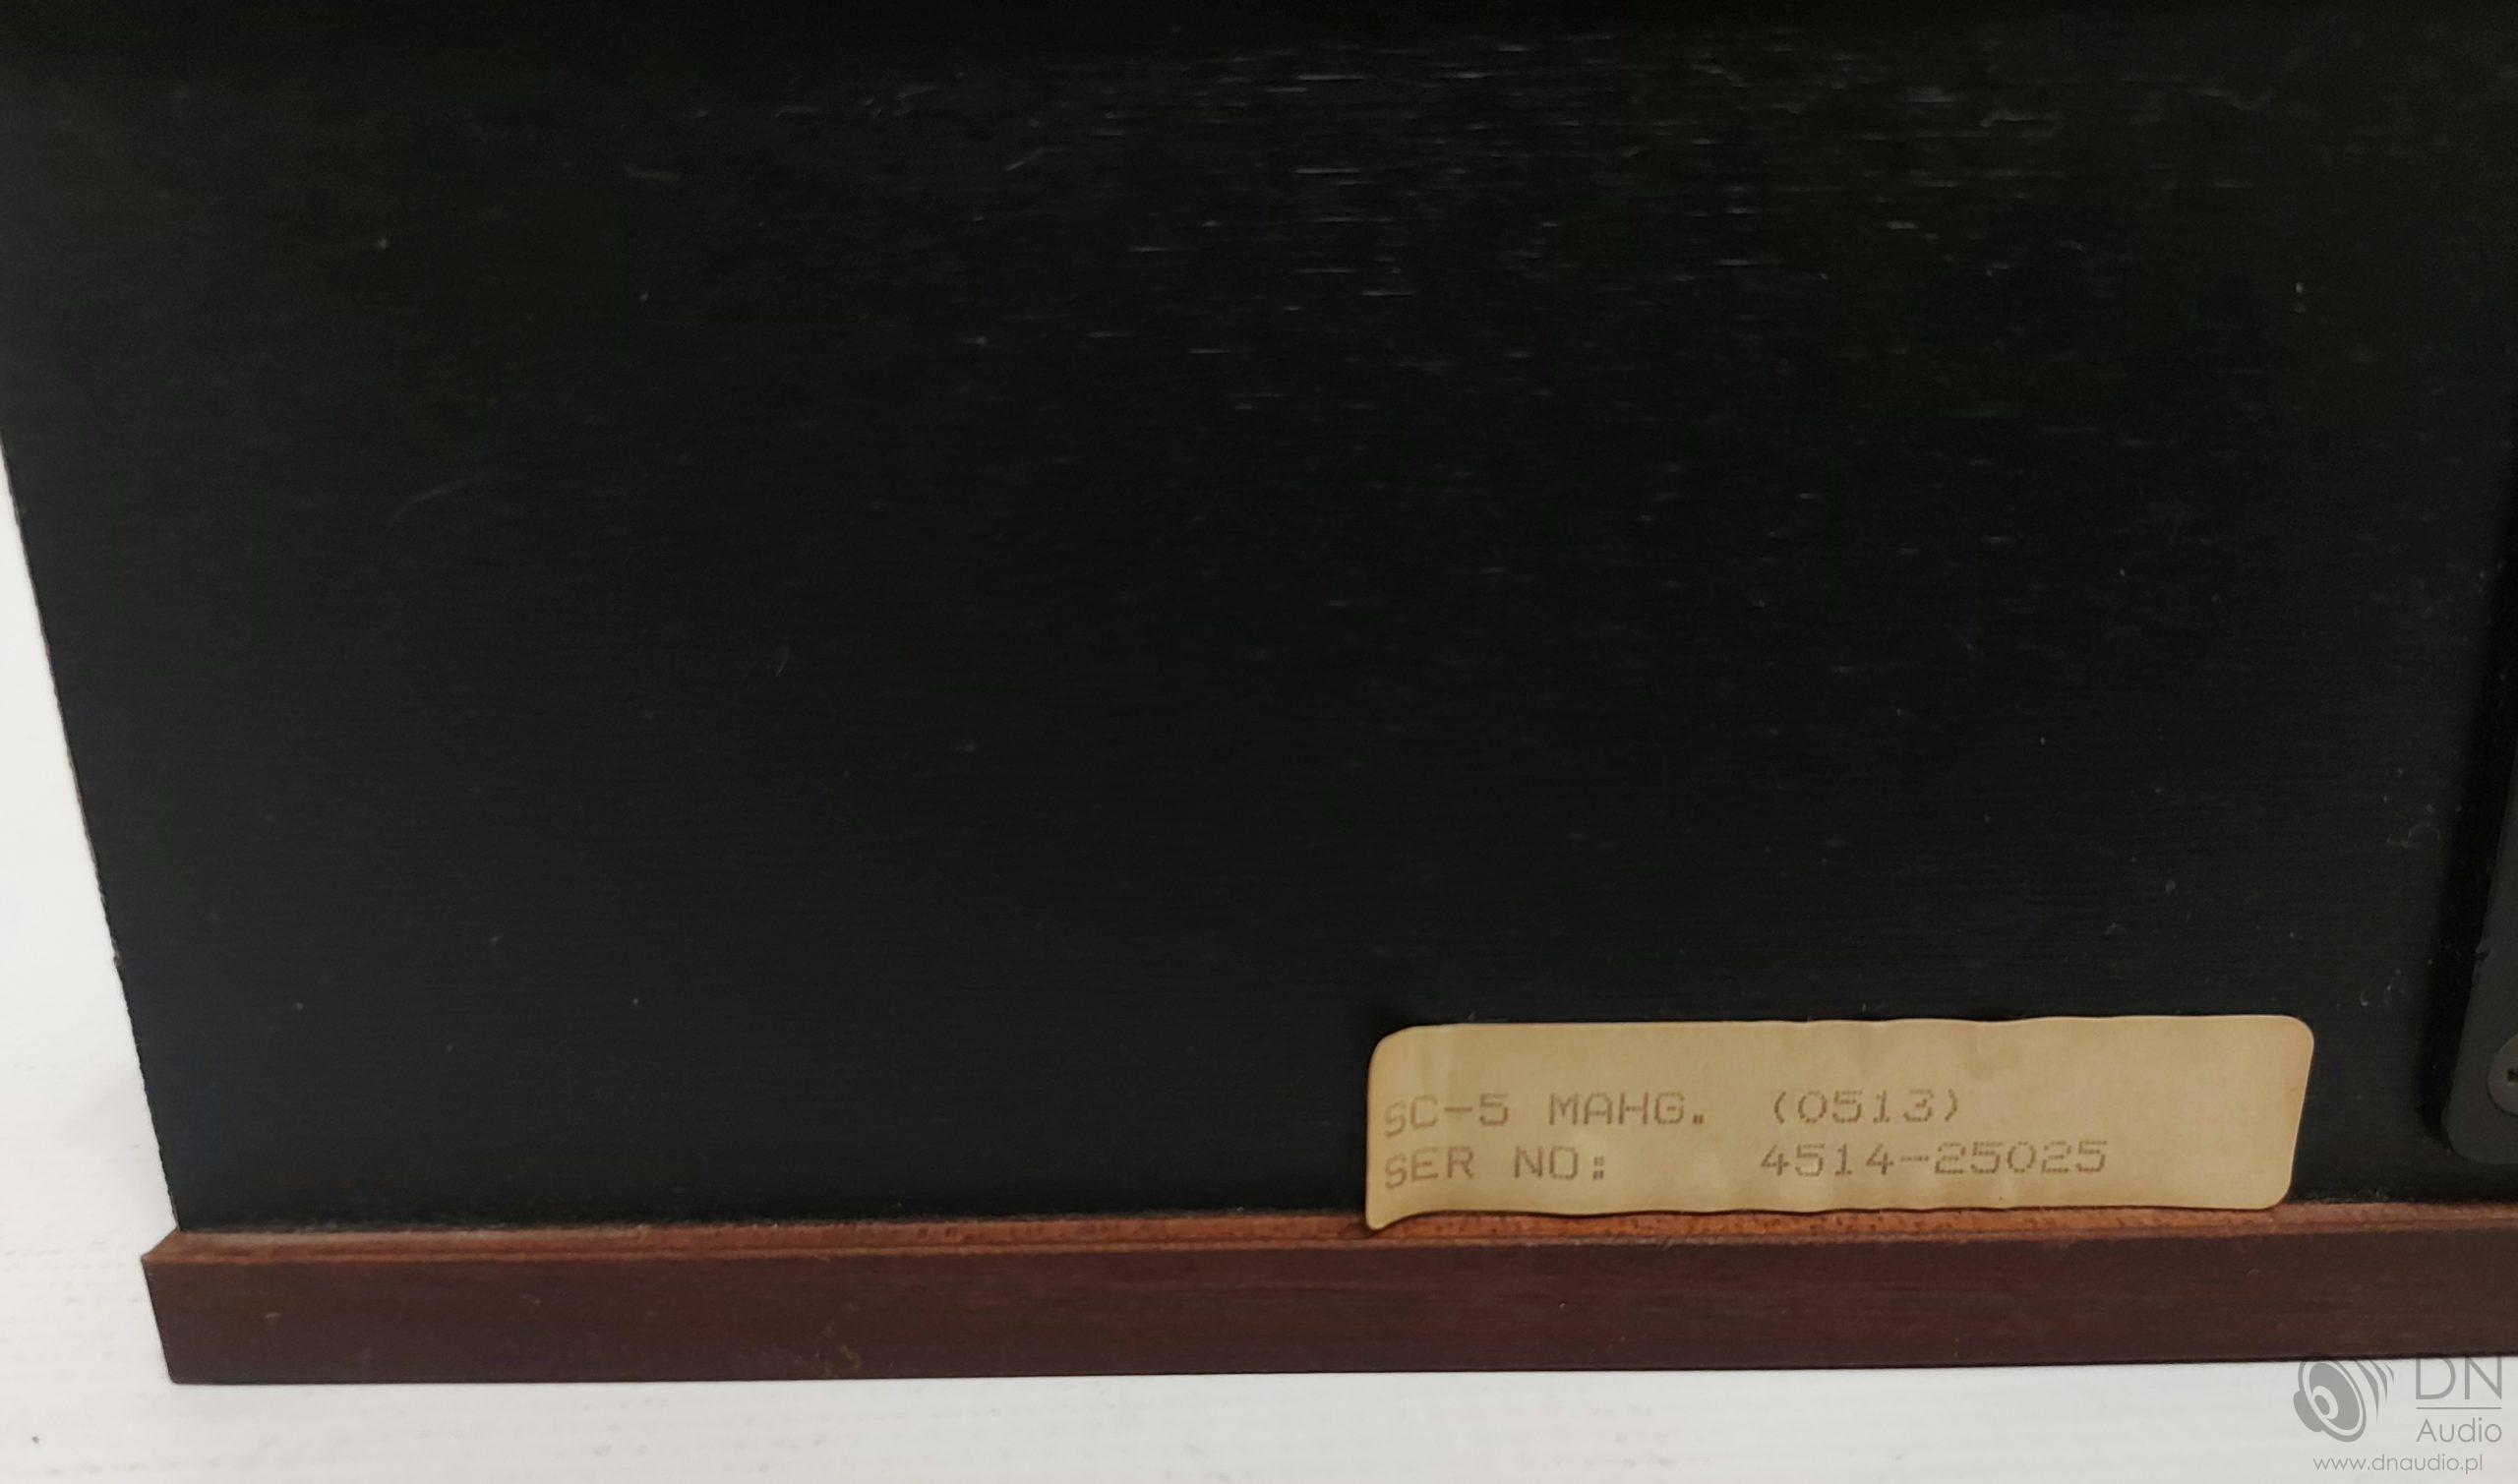 SC-5 MAHG. (0513)
SER NO: 4514-25025
DN
Audio
www.dnaudio.pl